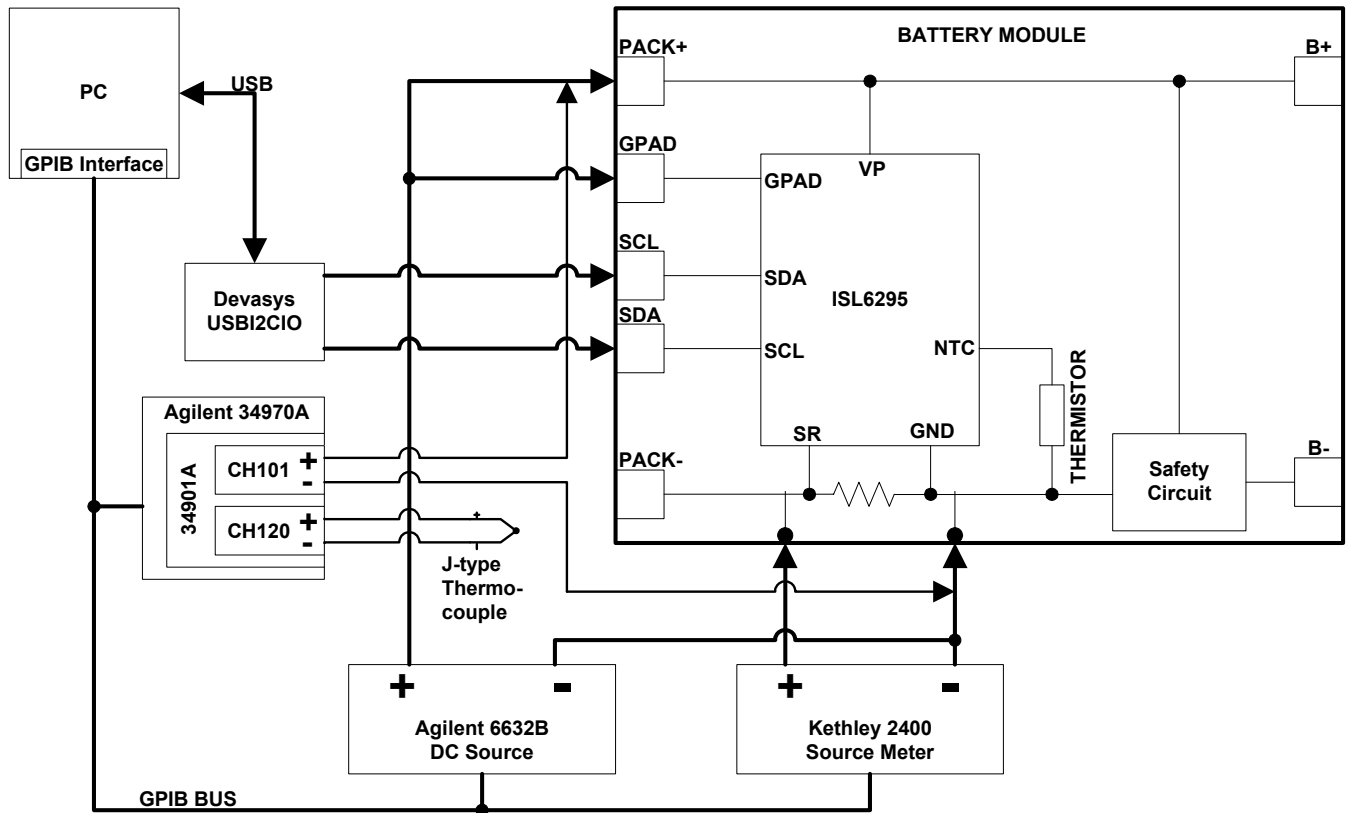 BATTERY MODULE
PACK+
B+
PC
USB
GPIB Interface
GPAD
VP
GPAD
SCL
SDA
Devasys
USBI2CIO
ISL6295
SDA
SCL
NTC
THERMISTOR
Agilent 34970A
34901A
CH101
+
-
CH120
+
-
+
-
J-type
Thermo-
couple
SR
GND
PACK-
Safety
Circuit
B-
+
-
Agilent 6632B
DC Source
+
-
Kethley 2400
Source Meter
GPIB BUS